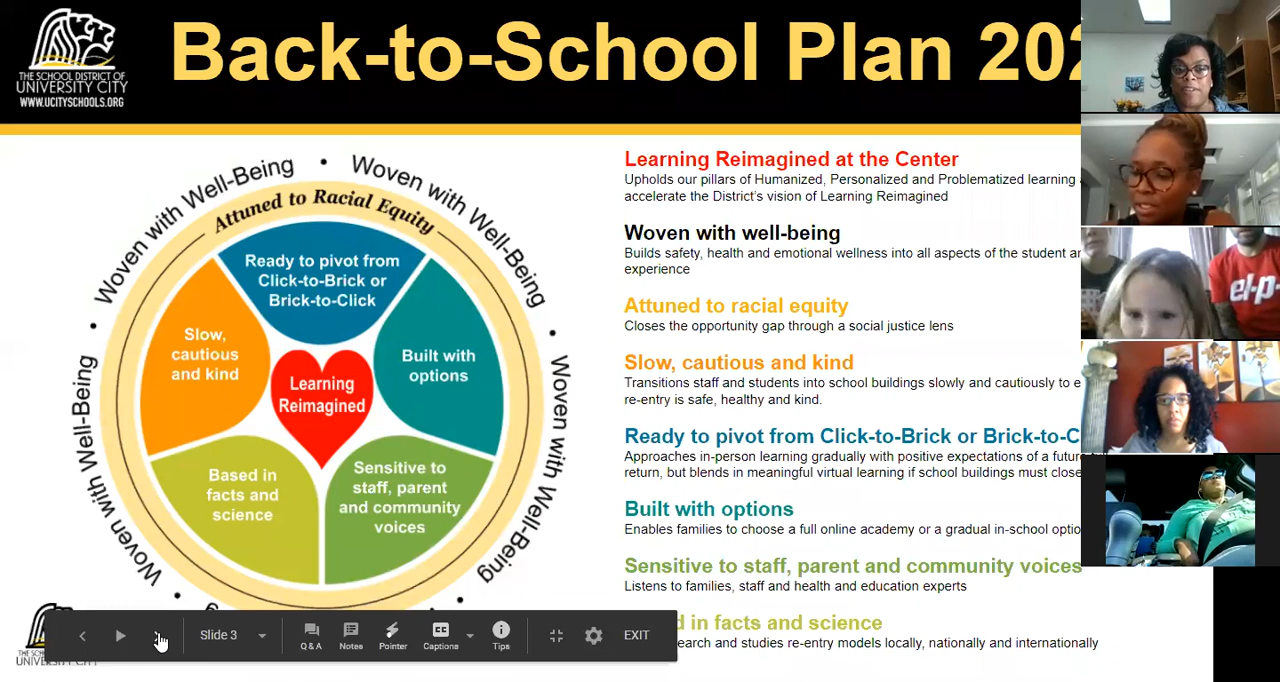 Back-to-School Plan 202
THE SCHOOL DISTRICT OF
UNIVERSITY CITY
WWW.UCITYSCHOOLS.ORG
Woven with Well-Being • Woven with Well-Being • Woven with Well-Being
Woven with Well-Being
Attuned to Racial Equity
Ready to pivot from
Click-to-Brick or
Brick-to-Click
Slow,
cautious
and kind
Built with
options
Learning
Reimagined
Based in
facts and
science
Sensitive to
staff, parent
and community
voices
Woven with
Learning Reimagined at the Center
Upholds our pillars of Humanized, Personalized and Problematized learning
accelerate the District's vision of Learning Reimagined
Woven with well-being
Builds safety, health and emotional wellness into all aspects of the student
experience
Attuned to racial equity
Closes the opportunity gap through a social justice lens
Slow, cautious and kind
Transitions staff and students into school buildings slowly and cautiously to
re-entry is safe, healthy and kind.
Ready to pivot from Click-to-Brick or Brick-to-C
Approaches in-person learning gradually with positive expectations of a future
return, but blends in meaningful virtual learning if school buildings must close
Built with options
Enables families to choose a full online academy or a gradual in-school
Sensitive to staff, parent and community voices
Listens to families, staff and health and education experts
in facts and science
and studies re-entry models locally, nationally and internationally
el-p-
Slide 3
Q & A
Notes
Pointer
CC
Captions
Tips
EXIT
UNIVERSITY CITY